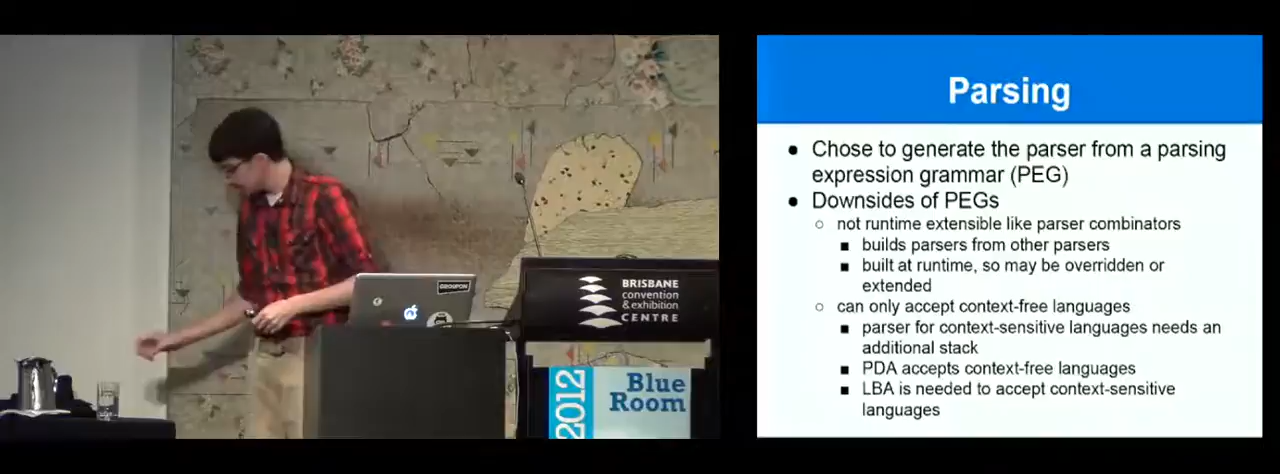 GROUPON
BRISBANE
convention
& exhibition
CENTRE
2012
Blue
Room
Parsing
● Chose to generate the parser from a parsing
expression grammar (PEG)
● Downsides of PEGs
○ not runtime extensible like parser combinators
■ builds parsers from other parsers
■ built at runtime, so may be overridden or
extended
○ can only accept context-free languages
■ parser for context-sensitive languages needs an
additional stack
■ PDA accepts context-free languages
■ LBA is needed to accept context-sensitive
languages